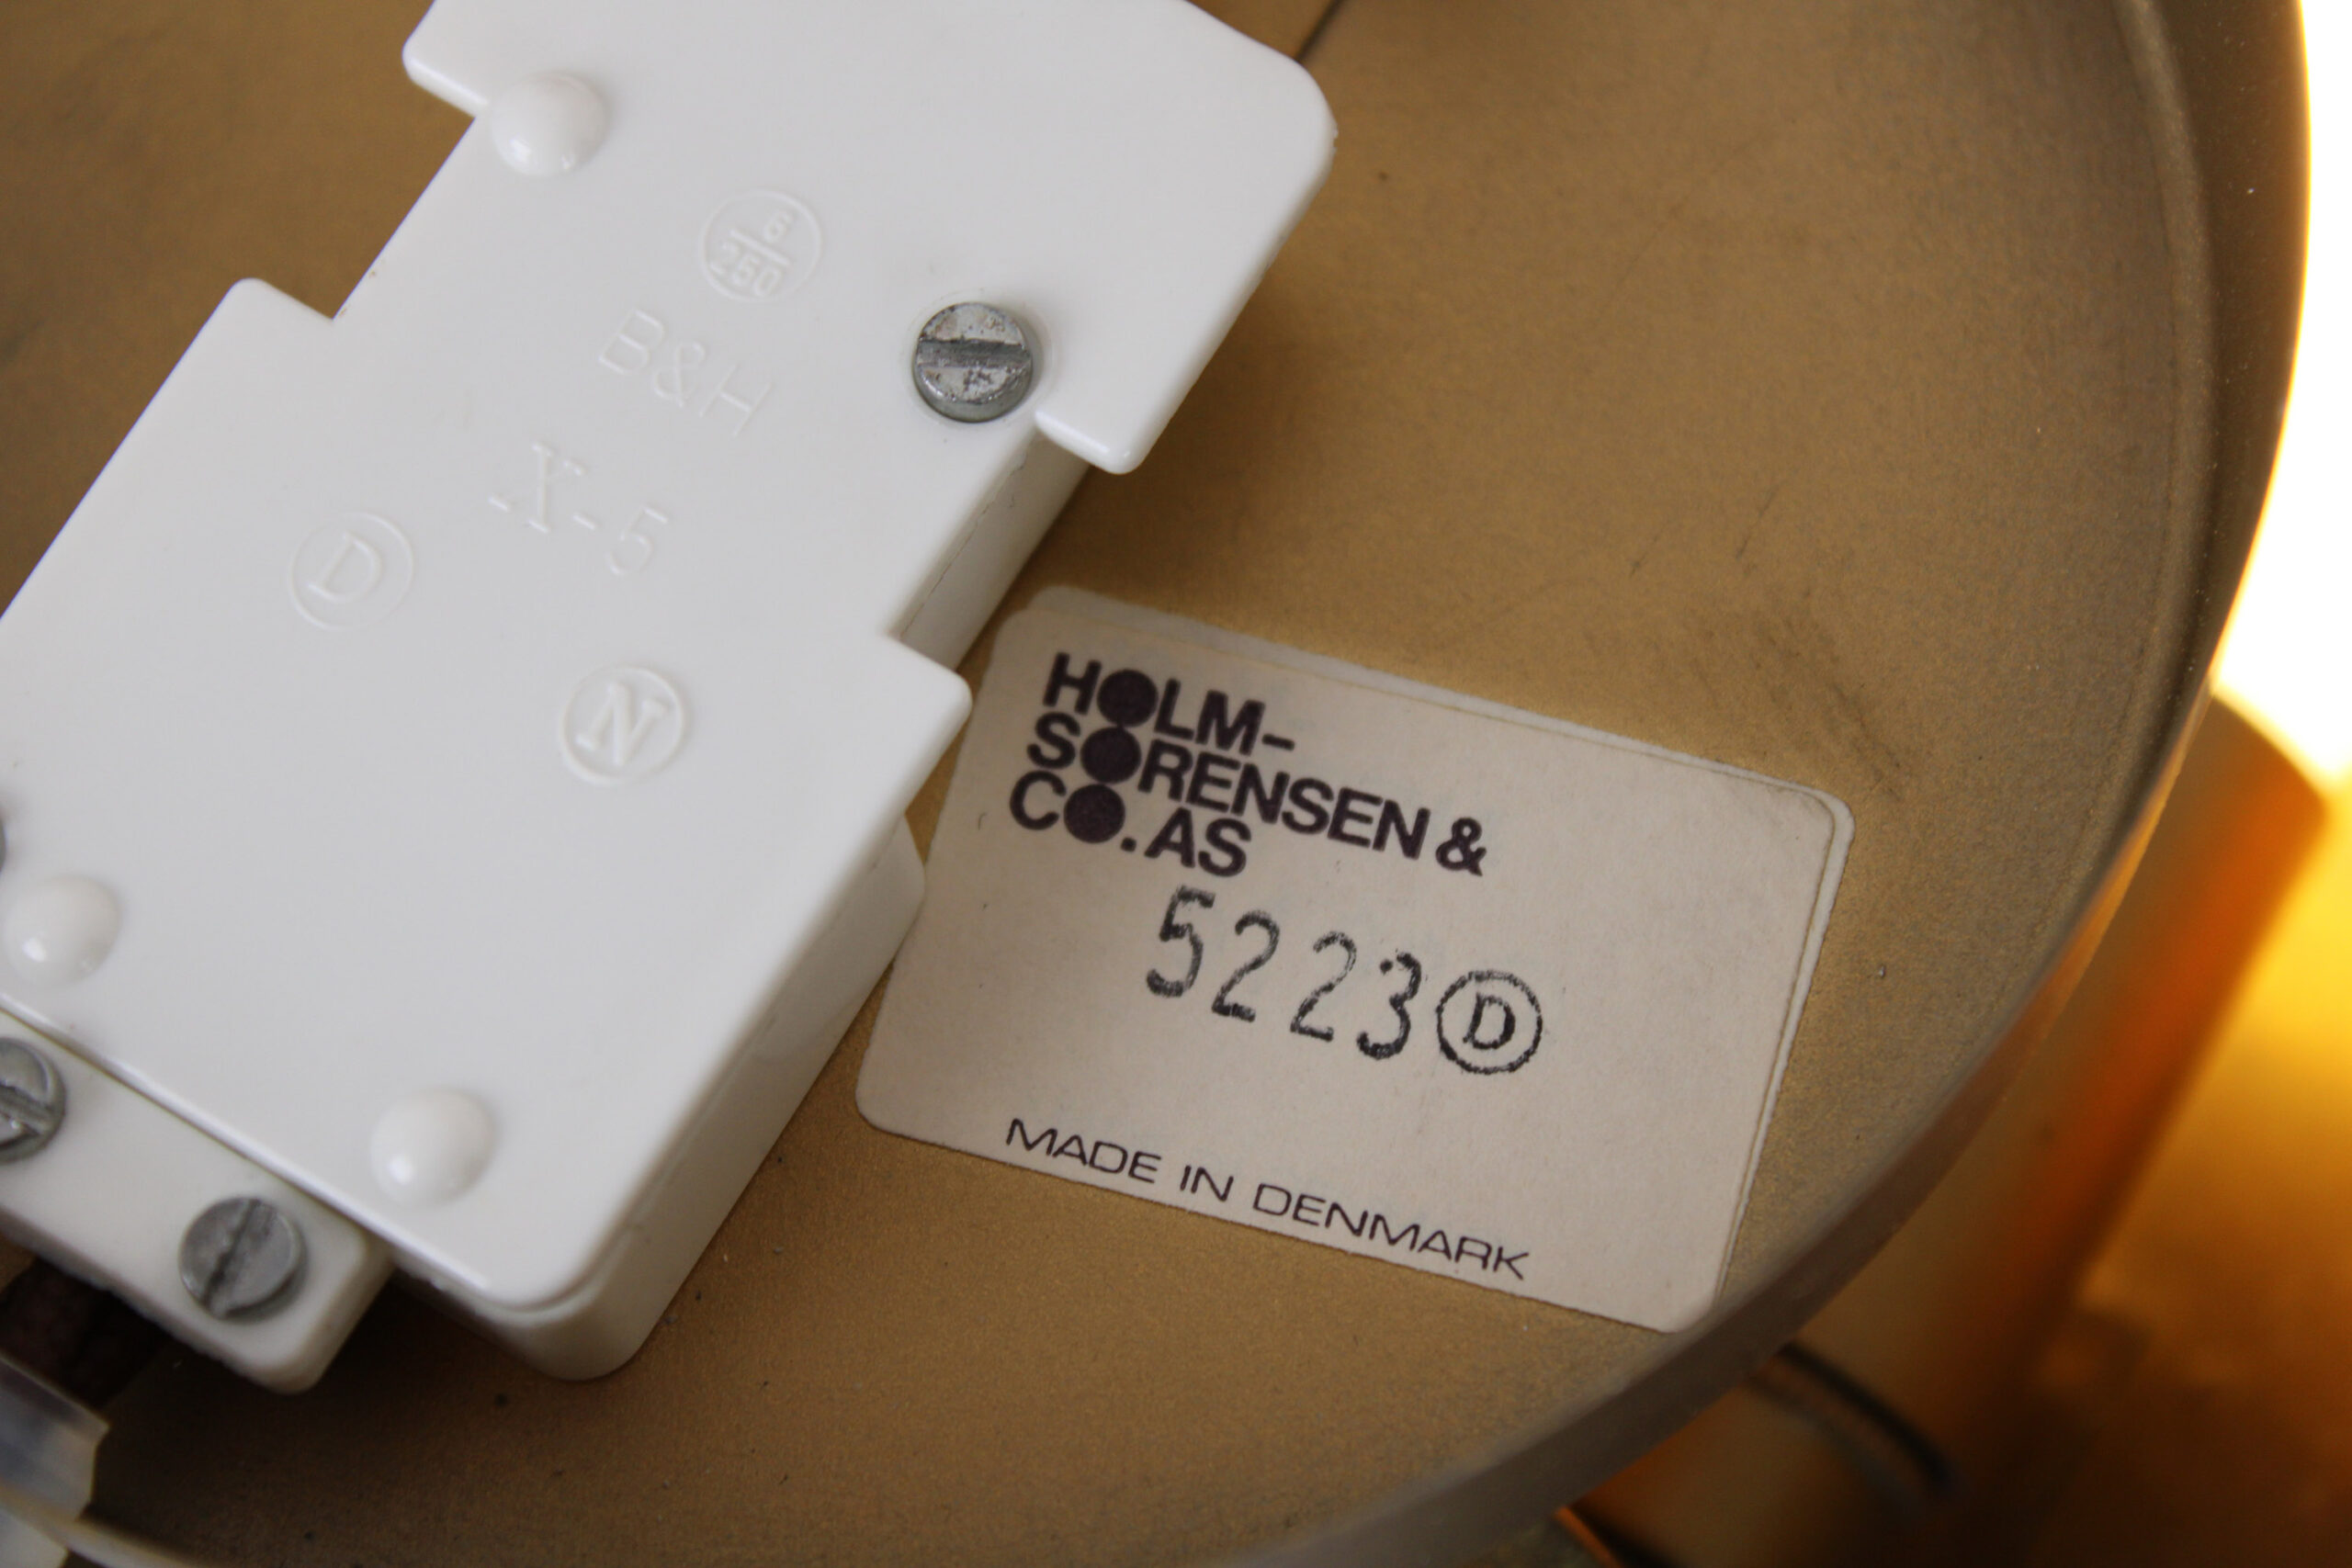 6
250
B&H
-X-5
D
N
HOLM-
SORENSEN &
CO. AS
5223 D
MADE IN DENMARK